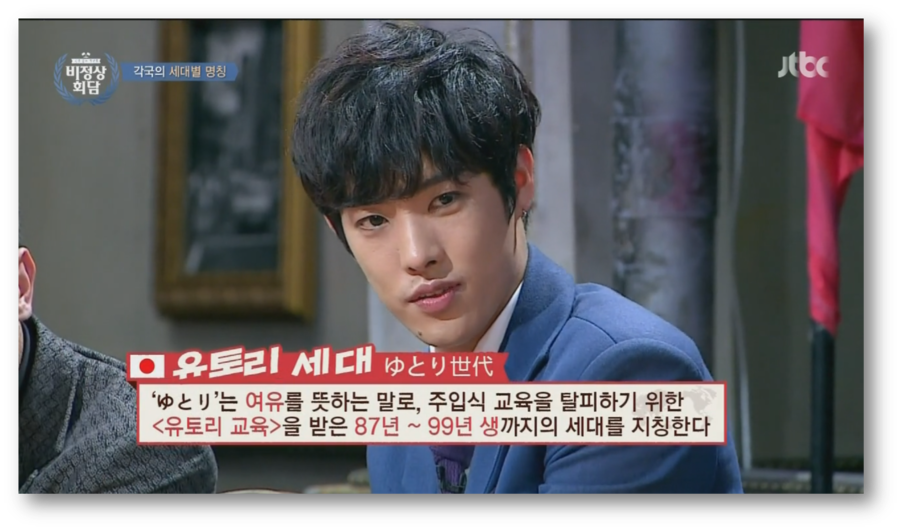 비정상
회담
각국의 세대별 명칭
jtbc
유토리 세대 ゆとり世代
'ゆとり'는 여유를 뜻하는 말로, 주입식 교육을 탈피하기 위한
<유토리 교육>을 받은 87년 ~ 99년 생까지의 세대를 지칭한다